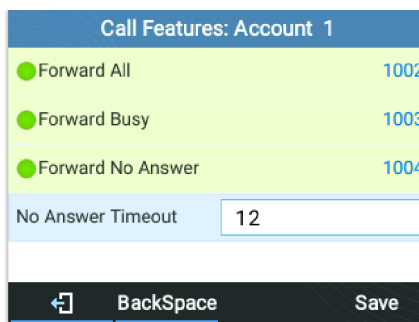 Call Features: Account 1
Forward All 1002
Forward Busy 1003
Forward No Answer 1004
No Answer Timeout 12
BackSpace Save